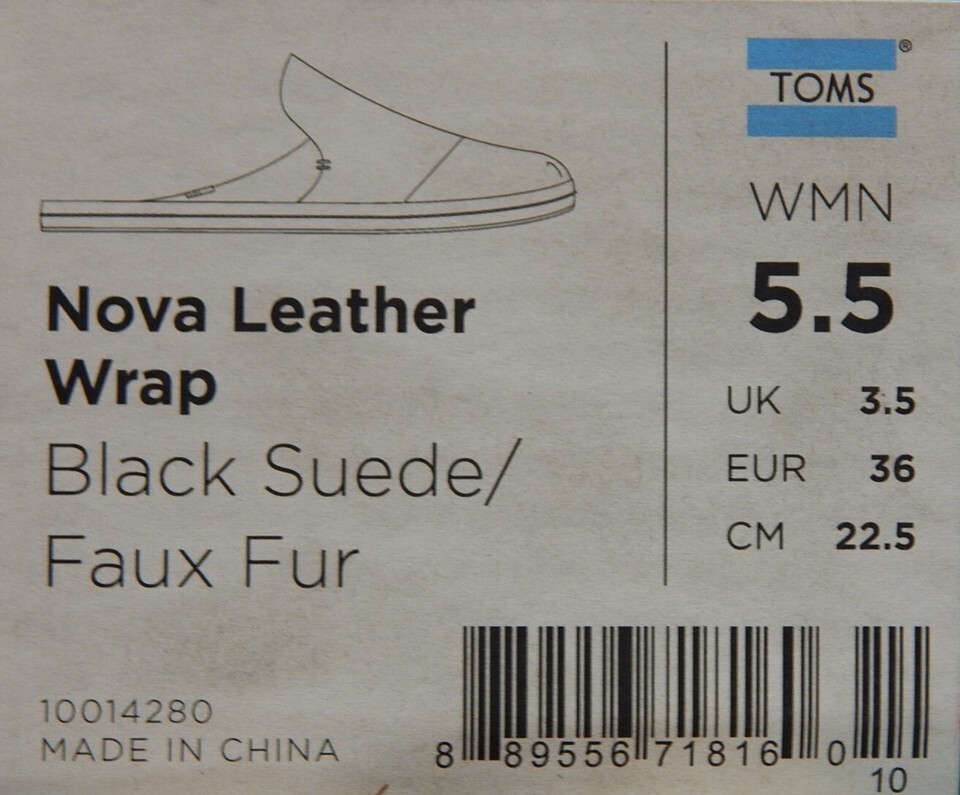 TOMS®
WMN
5.5
UK 3.5
EUR 36
CM 22.5
Nova Leather
Wrap
Black Suede/
Faux Fur
10014280
MADE IN CHINA
8 89556 71816 0
10